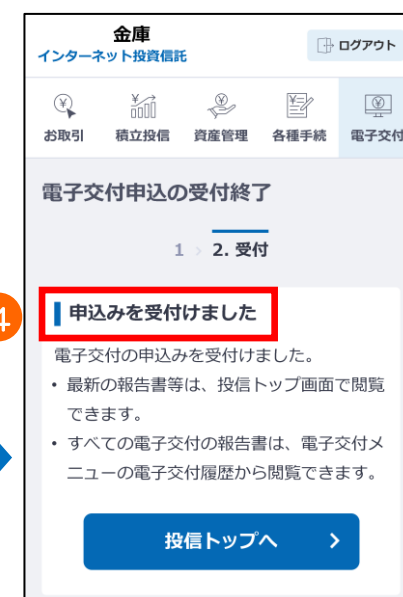 金庫
インターネット投資信託
ログアウト
お取引 積立投信 資産管理 各種手続 電子交付
電子交付申込の受付終了
1 > 2. 受付
4
申込みを受付けました
電子交付の申込みを受付けました。
• 最新の報告書等は、投信トップ画面で閲覧
できます。
• すべての電子交付の報告書は、電子交付メ
ニューの電子交付履歴から閲覧できます。
投信トップへ >